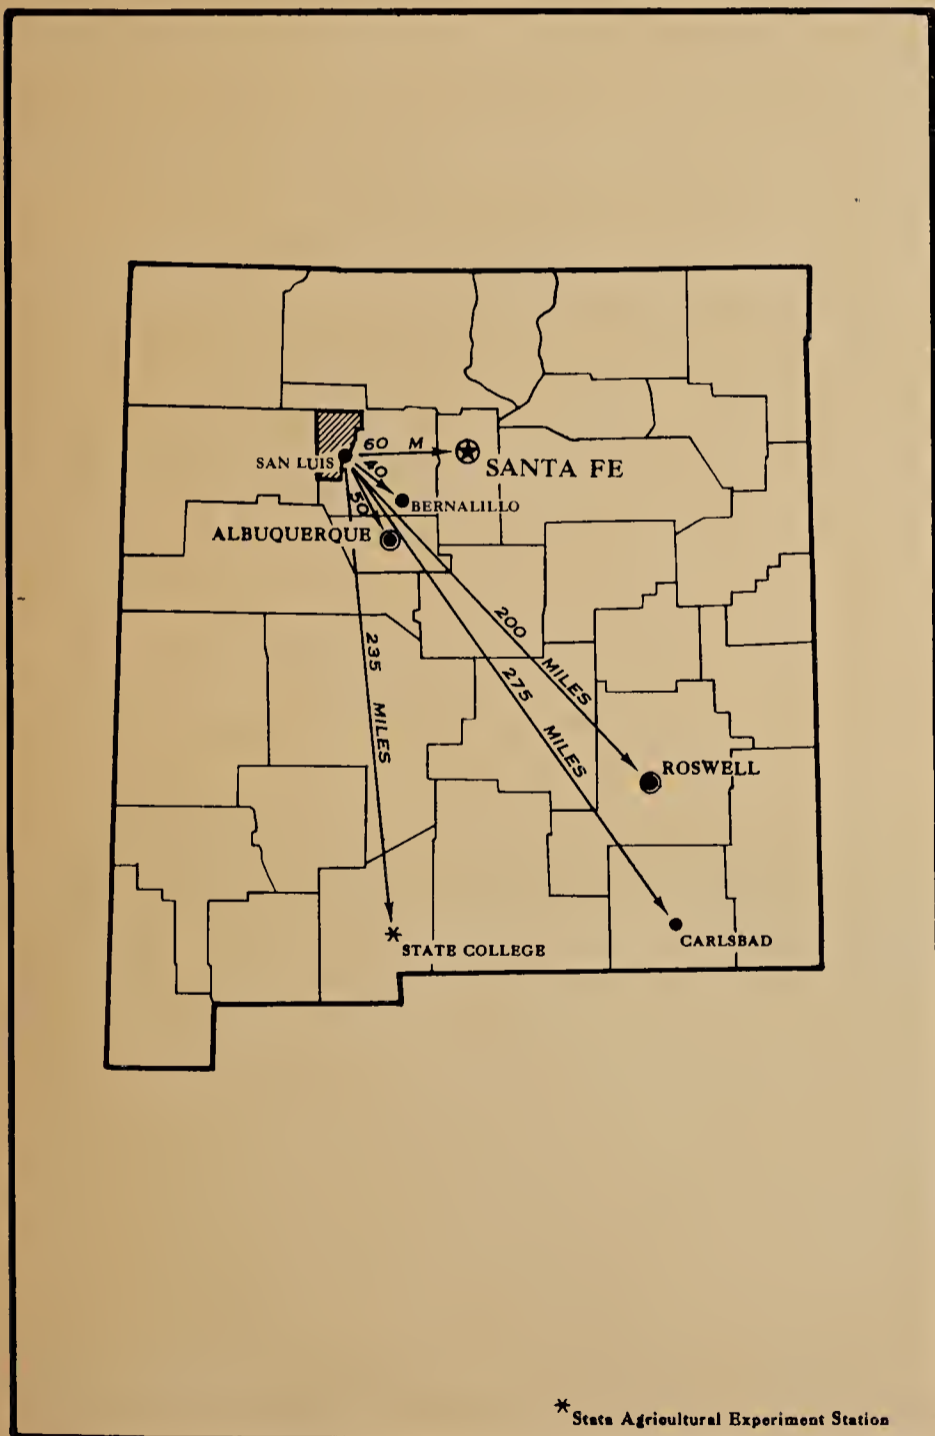 60 M
SAN LUIS
40
SANTA FE
50
BERNALILLO
ALBUQUERQUE
235 MILES
200 MILES
275 MILES
ROSWELL
CARLSBAD
* STATE COLLEGE
* State Agricultural Experiment Station